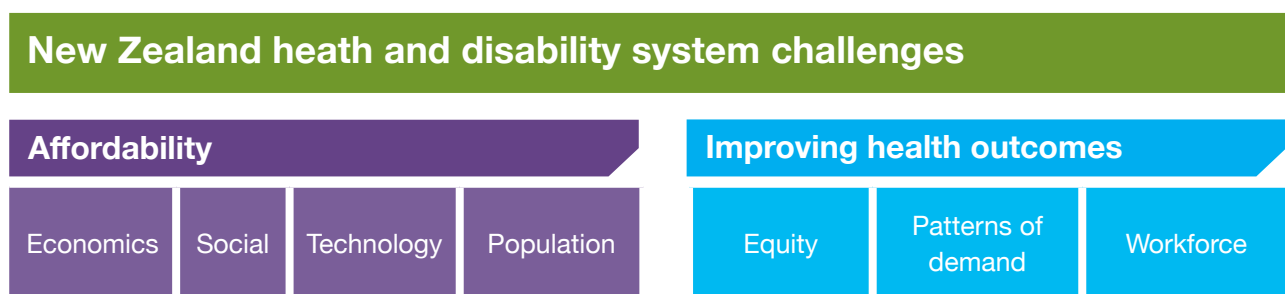 New Zealand heath and disability system challenges
Affordability
Improving health outcomes
Economics
Social
Technology
Population
Equity
Patterns of
demand
Workforce